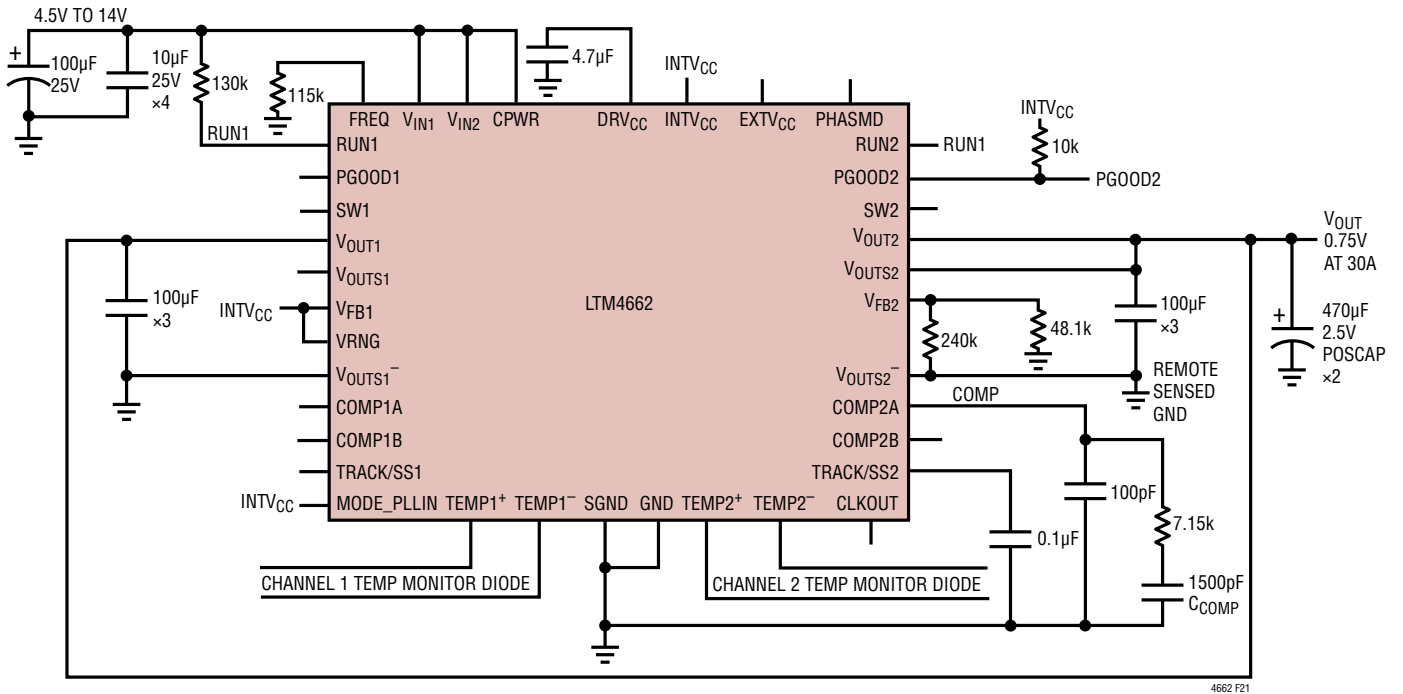 4.5V TO 14V
+
100µF
25V
10µF
25V
×4
130k
115k
4.7µF
INTVCC
RUN1
FREQ VIN1 VIN2 CPWR DRVCC INTVCC EXTVCC PHASMD
RUN1
PGOOD1
SW1
VOUT1
VOUTS1
VFB1
VRNG
VOUTS1–
COMP1A
COMP1B
TRACK/SS1
MODE_PLLIN TEMP1+ TEMP1– SGND GND TEMP2+ TEMP2– CLKOUT
LTM4662
RUN2
PGOOD2
SW2
VOUT2
VOUTS2
VFB2
VOUTS2–
COMP2A
COMP2B
TRACK/SS2
100µF
×3
INTVCC
INTVCC
RUN1
INTVCC
10k
PGOOD2
VOUT
0.75V
AT 30A
240k
48.1k
100µF
×3
+
470µF
2.5V
POSCAP
×2
REMOTE
SENSED
GND
COMP
100pF
7.15k
0.1µF
1500pF
CCOMP
CHANNEL 1 TEMP MONITOR DIODE
CHANNEL 2 TEMP MONITOR DIODE
4662 F21